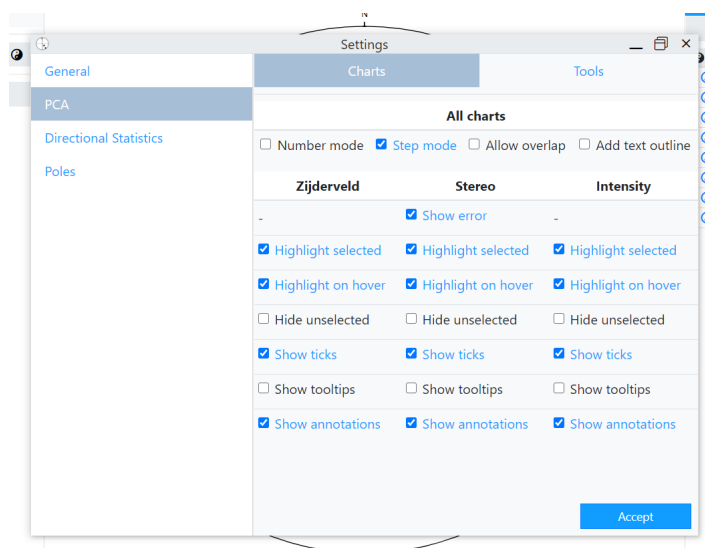 N
Settings
General
PCA
Directional Statistics
Poles
Charts Tools
All charts
Number mode Step mode Allow overlap Add text outline
Zijderveld Stereo Intensity
- Show error -
Highlight selected Highlight selected Highlight selected
Highlight on hover Highlight on hover Highlight on hover
Hide unselected Hide unselected Hide unselected
Show ticks Show ticks Show ticks
Show tooltips Show tooltips Show tooltips
Show annotations Show annotations Show annotations
Accept